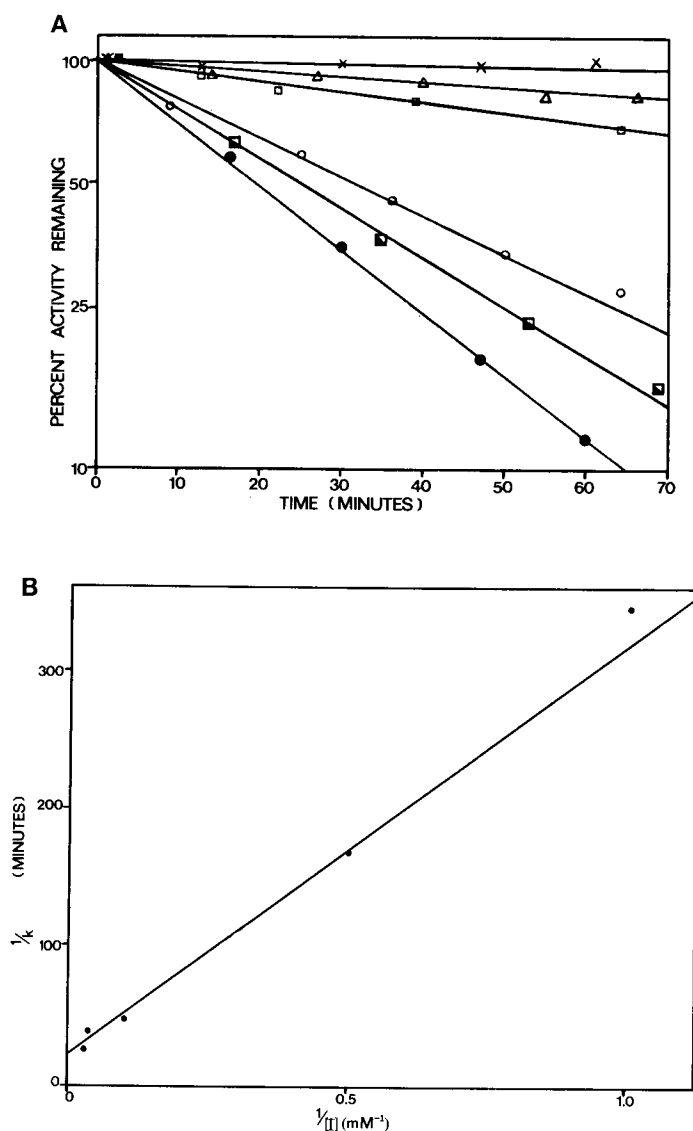 A
PERCENT ACTIVITY REMAINING
100
50
25
10
0 10 20 30 40 50 60 70
TIME (MINUTES)
B
1/k (MINUTES)
300
200
100
0
0 0.5 1.0
1/[I] (mM⁻¹)